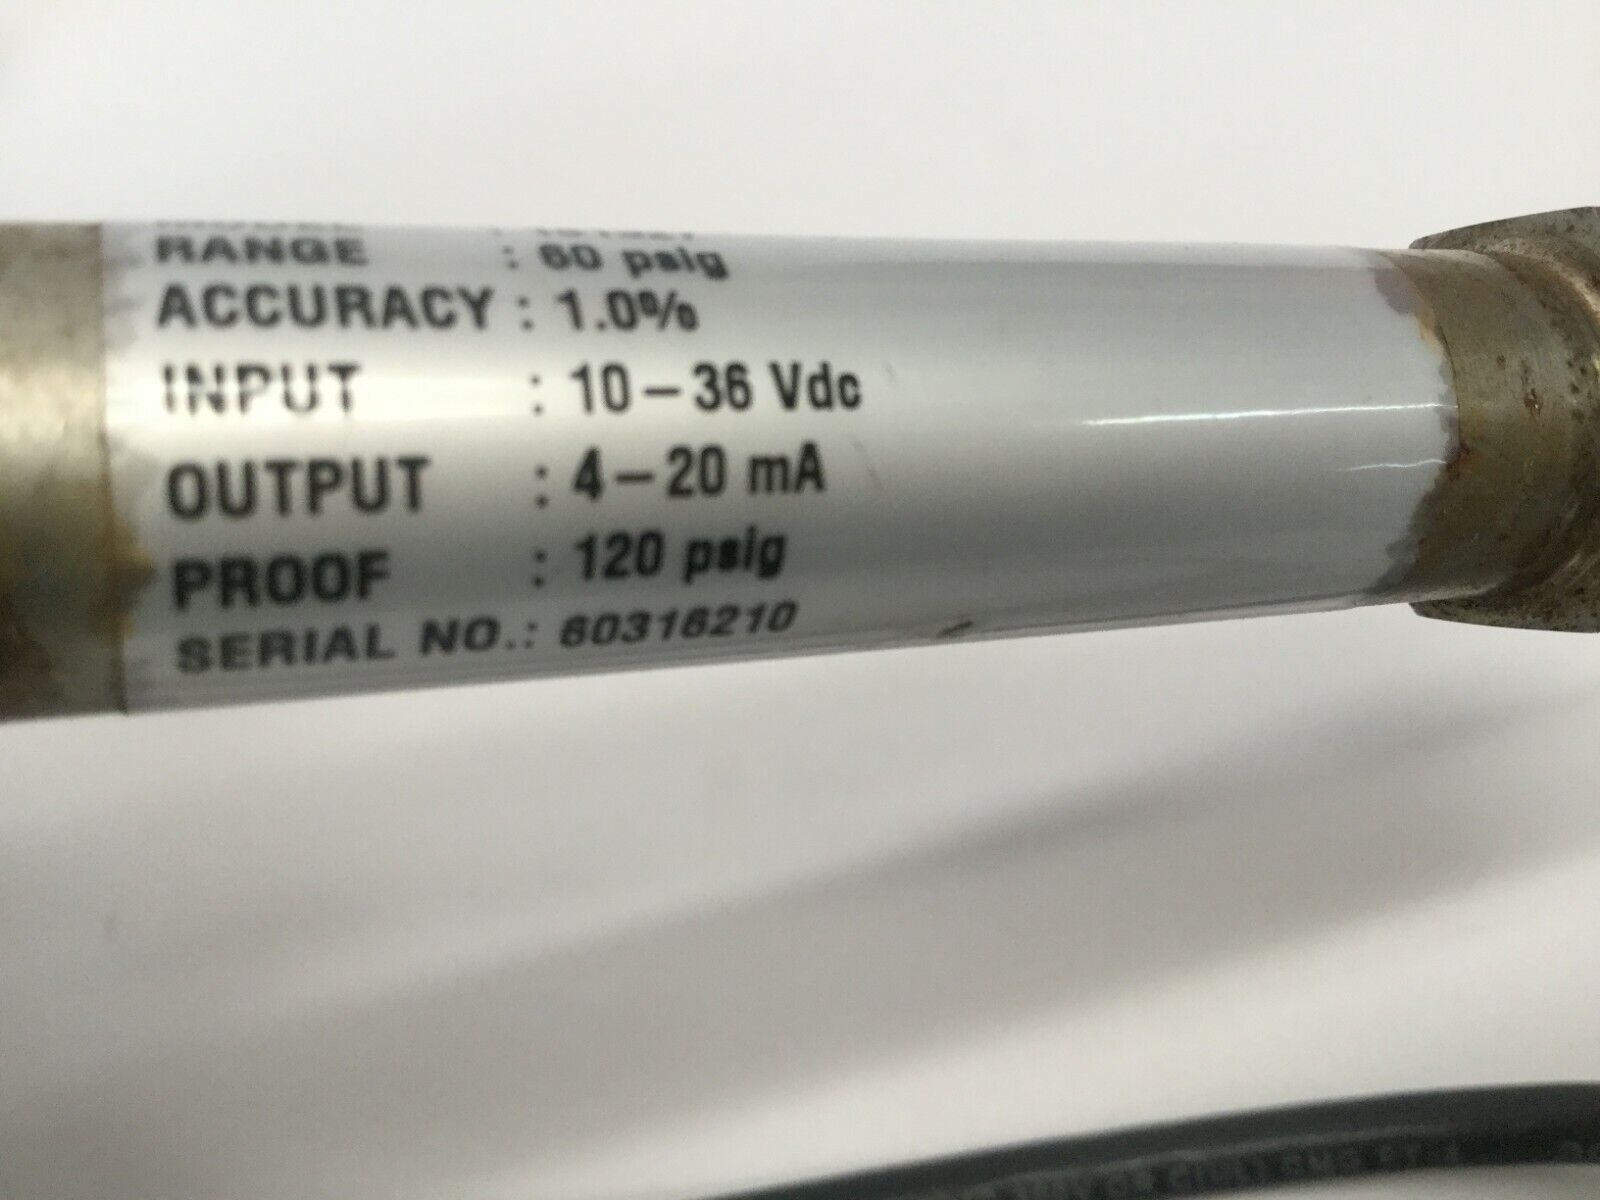 RANGE : 60 psig
ACCURACY : 1.0%
INPUT : 10-36 Vdc
OUTPUT : 4-20 mA
PROOF : 120 psig
SERIAL NO.: 60316210